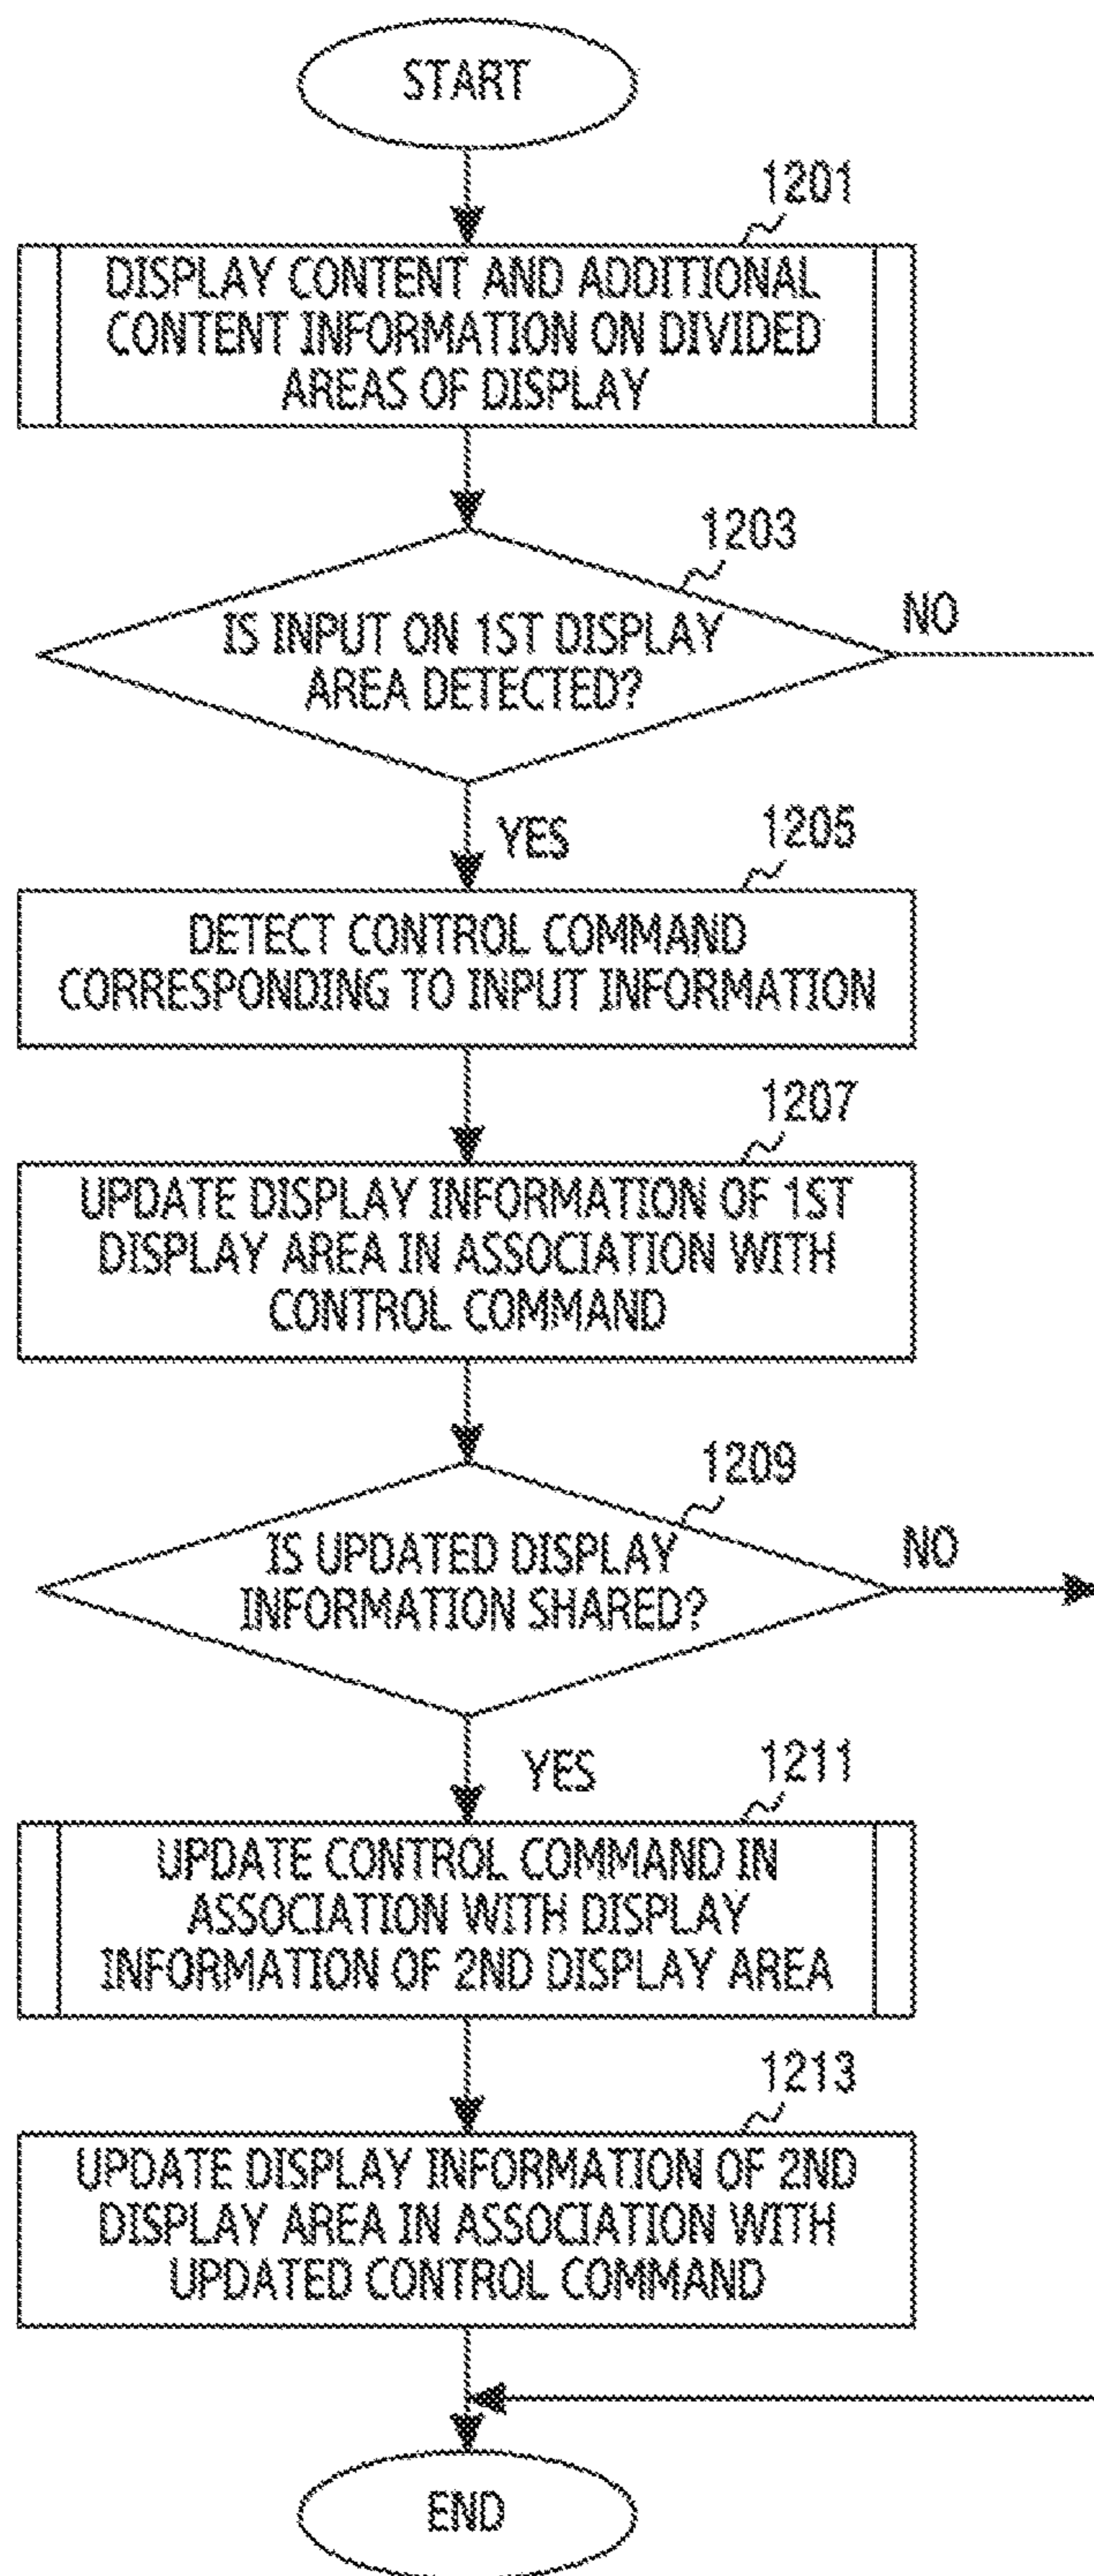 START
1201
DISPLAY CONTENT AND ADDITIONAL
CONTENT INFORMATION ON DIVIDED
AREAS OF DISPLAY
1203
IS INPUT ON 1ST DISPLAY
AREA DETECTED?
NO
YES
1205
DETECT CONTROL COMMAND
CORRESPONDING TO INPUT INFORMATION
1207
UPDATE DISPLAY INFORMATION OF 1ST
DISPLAY AREA IN ASSOCIATION WITH
CONTROL COMMAND
1209
IS UPDATED DISPLAY
INFORMATION SHARED?
NO
YES
1211
UPDATE CONTROL COMMAND IN
ASSOCIATION WITH DISPLAY
INFORMATION OF 2ND DISPLAY AREA
1213
UPDATE DISPLAY INFORMATION OF 2ND
DISPLAY AREA IN ASSOCIATION WITH
UPDATED CONTROL COMMAND
END